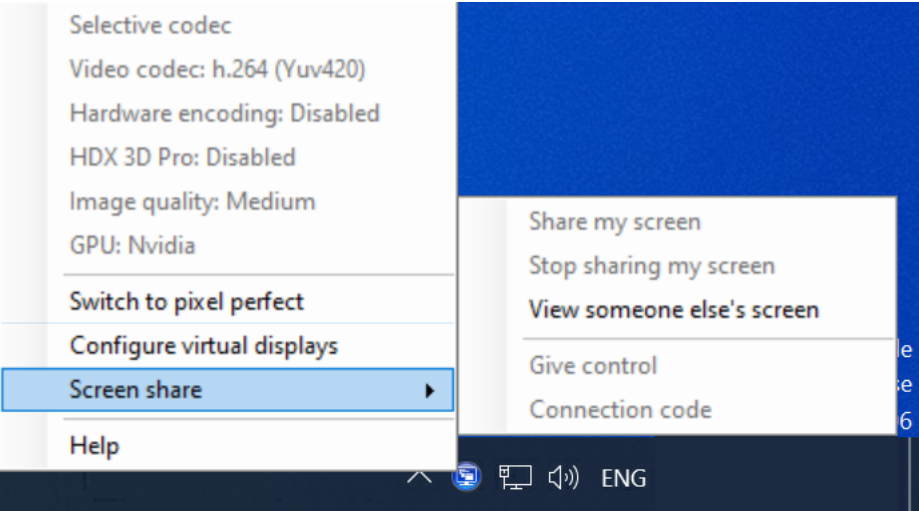 Selective codec
Video codec: h.264 (Yuv420)
Hardware encoding: Disabled
HDX 3D Pro: Disabled
Image quality: Medium
GPU: Nvidia
Switch to pixel perfect
Configure virtual displays
Screen share
Help
Share my screen
Stop sharing my screen
View someone else's screen
Give control
Connection code
ENG